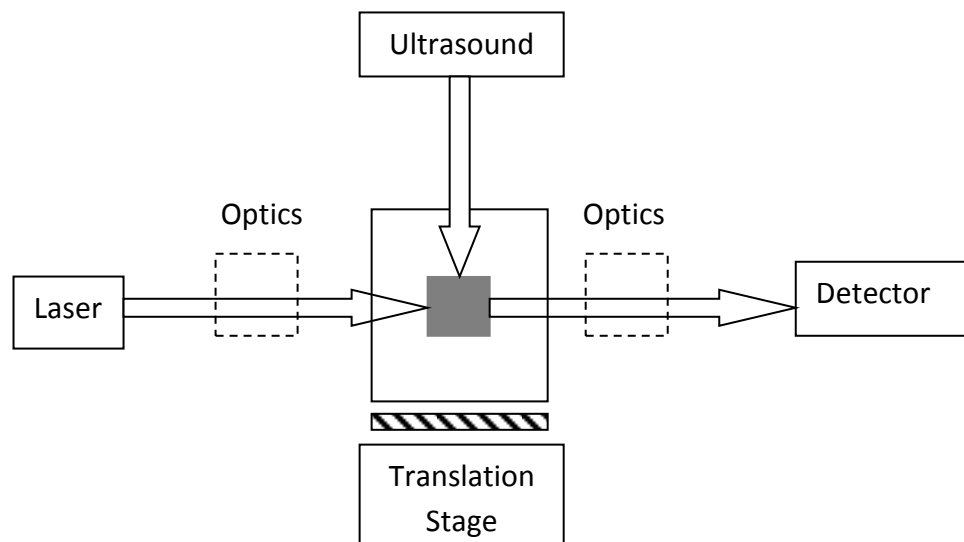 Ultrasound
Optics
Optics
Laser
Detector
Translation
Stage